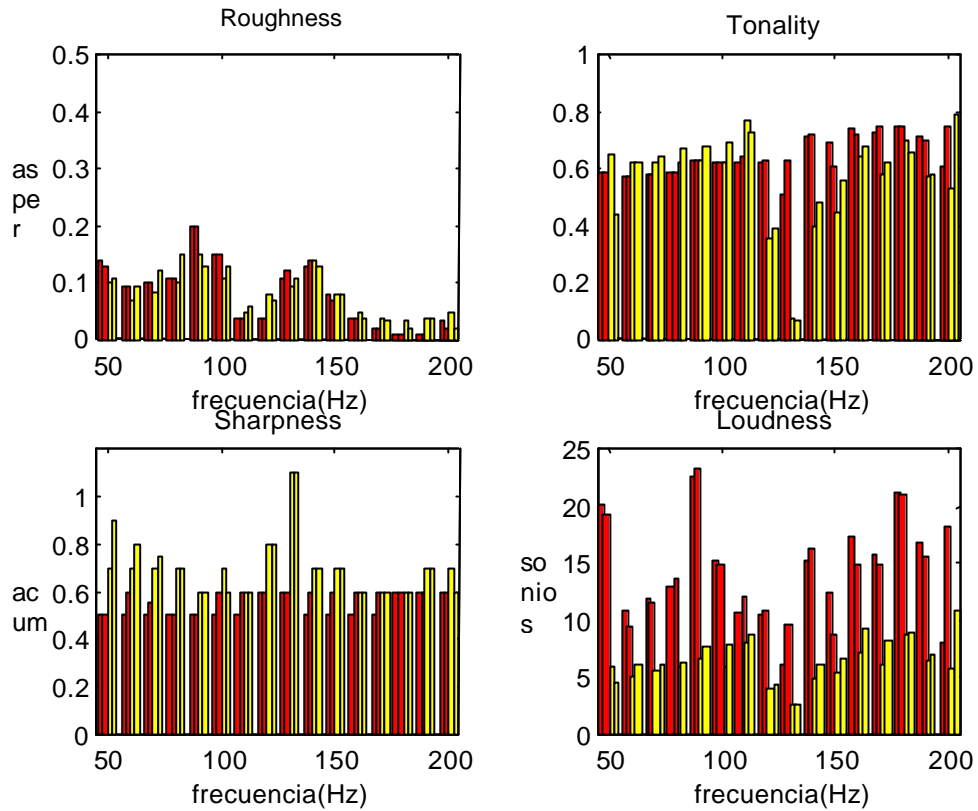 Roughness
0.5
0.4
0.3
0.2
0.1
0
as
pe
r
50
100
150
200
frecuencia(Hz)
Tonality
1
0.8
0.6
0.4
0.2
0
50
100
150
200
frecuencia(Hz)
Sharpness
1
0.8
0.6
0.4
0.2
0
ac
um
50
100
150
200
frecuencia(Hz)
Loudness
25
20
15
10
5
0
so
nio
s
50
100
150
200
frecuencia(Hz)